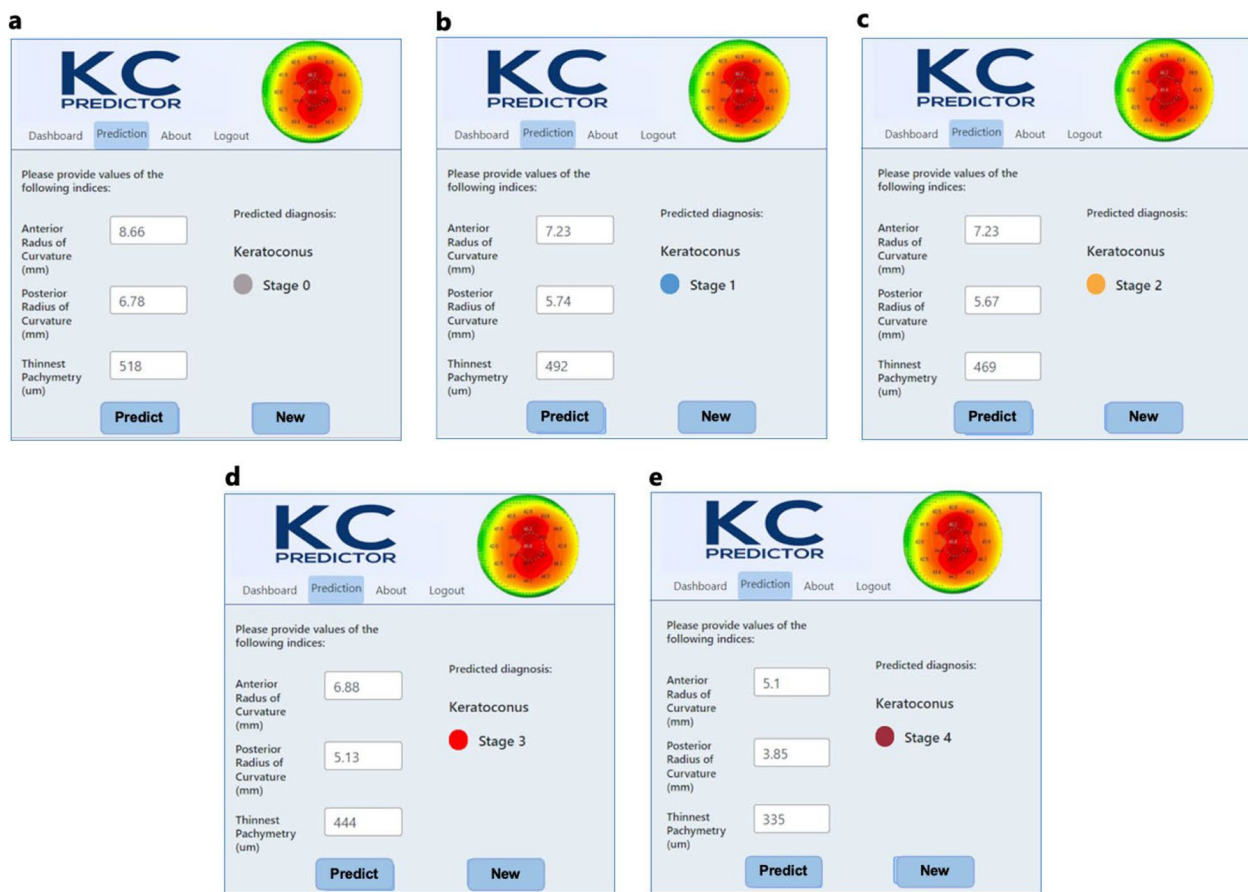 a
KC
PREDICTOR
Dashboard Prediction About Logout
Please provide values of the
following indices:
Predicted diagnosis:
Anterior
Radus of
Curvature
(mm)
8.66
Keratoconus
Stage 0
Posterior
Radius of
Curvature
(mm)
6.78
Thinnest
Pachymetry
(um)
518
Predict New
b
KC
PREDICTOR
Dashboard Prediction About Logout
Please provide values of the
following indices:
Predicted diagnosis:
Anterior
Radus of
Curvature
(mm)
7.23
Keratoconus
Stage 1
Posterior
Radius of
Curvature
(mm)
5.74
Thinnest
Pachymetry
(um)
492
Predict New
c
KC
PREDICTOR
Dashboard Prediction About Logout
Please provide values of the
following indices:
Predicted diagnosis:
Anterior
Radus of
Curvature
(mm)
7.23
Keratoconus
Stage 2
Posterior
Radius of
Curvature
(mm)
5.67
Thinnest
Pachymetry
(um)
469
Predict New
d
KC
PREDICTOR
Dashboard Prediction About Logout
Please provide values of the
following indices:
Predicted diagnosis:
Anterior
Radus of
Curvature
(mm)
6.88
Keratoconus
Stage 3
Posterior
Radius of
Curvature
(mm)
5.13
Thinnest
Pachymetry
(um)
444
Predict New
e
KC
PREDICTOR
Dashboard Prediction About Logout
Please provide values of the
following indices:
Predicted diagnosis:
Anterior
Radus of
Curvature
(mm)
5.1
Keratoconus
Stage 4
Posterior
Radius of
Curvature
(mm)
3.85
Thinnest
Pachymetry
(um)
335
Predict New